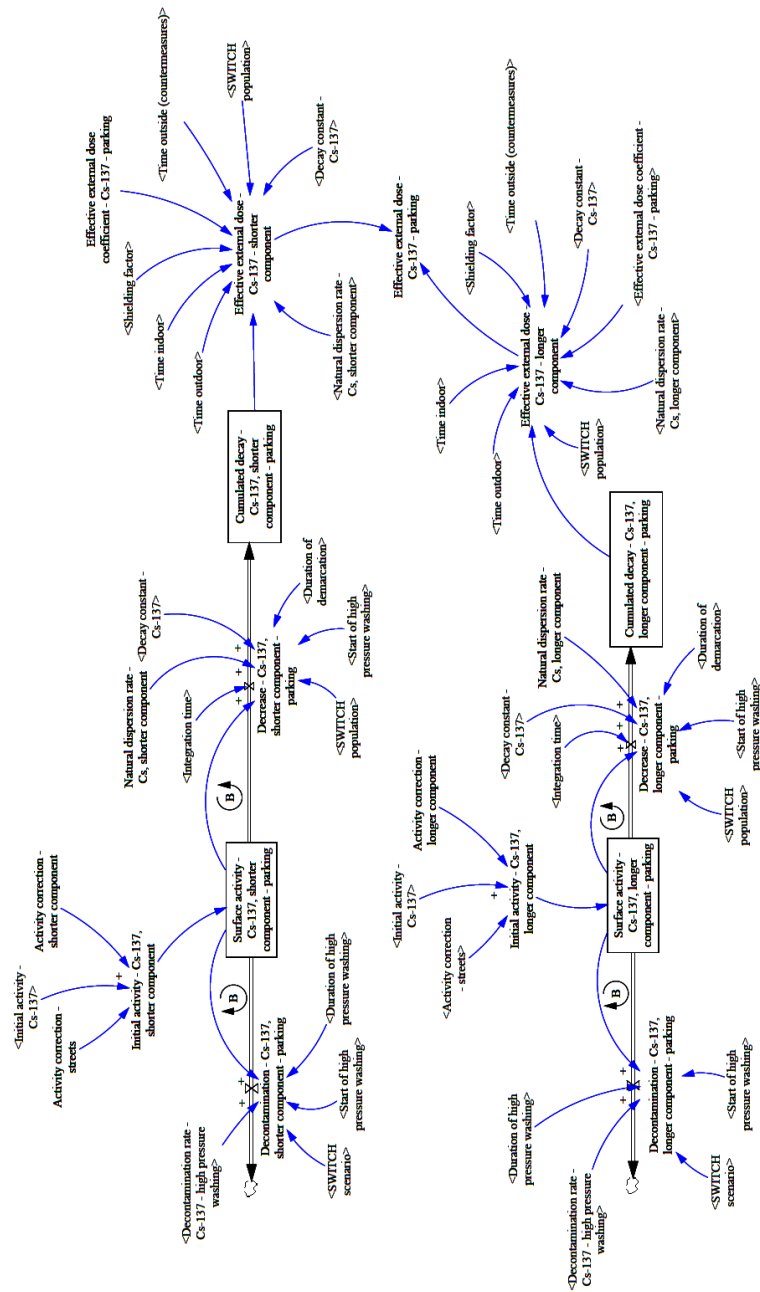 Effective external dose
coefficient - Cs-137 - parking
<Time outside (countermeasures)>
<SWITCH
population>
<Shielding factor>
<Time indoor>
<Time outdoor>
Effective external dose -
Cs-137 - shorter
component
<Decay constant -
Cs-137>
<Natural dispersion rate -
Cs, shorter component>
Effective external dose -
Cs-137 - parking
Cumulated decay -
Cs-137, shorter
component - parking
Natural dispersion rate -
Cs, shorter component
<Decay constant -
Cs-137>
<Integration time>
+
+
+
Decrease - Cs-137,
shorter component -
parking
<Duration of
demarcation>
<Start of high
pressure washing>
<SWITCH
population>
B
Activity correction -
shorter component
<Initial activity -
Cs-137>
Activity correction -
streets
+
Initial activity - Cs-137,
shorter component
Surface activity -
Cs-137, shorter
component - parking
B
<Decontamination rate -
Cs-137 - high pressure
washing>
+
+
Decontamination - Cs-137,
shorter component - parking
<Duration of high
pressure washing>
<Start of high
pressure washing>
<SWITCH
scenario>
<Shielding factor>
<Time outside (countermeasures)>
<Time indoor>
<Decay constant -
Cs-137>
<Time outdoor>
Effective external dose -
Cs-137 - longer
component
<Effective external dose coefficient -
Cs-137 - parking>
<SWITCH
population>
<Natural dispersion rate -
Cs, longer component>
Cumulated decay - Cs-137,
longer component - parking
Natural dispersion rate -
Cs, longer component
<Decay constant -
Cs-137>
<Integration time>
+
+
+
Decrease - Cs-137,
longer component -
parking
<Duration of
demarcation>
<Start of high
pressure washing>
<SWITCH
population>
B
Activity correction -
longer component
<Initial activity -
Cs-137>
<Activity correction
- streets>
+
Initial activity - Cs-137,
longer component
Surface activity -
Cs-137, longer
component - parking
B
<Duration of high
pressure washing>
<Decontamination rate -
Cs-137 - high pressure
washing>
+
+
Decontamination - Cs-137,
longer component - parking
<Start of high
pressure washing>
<SWITCH
scenario>